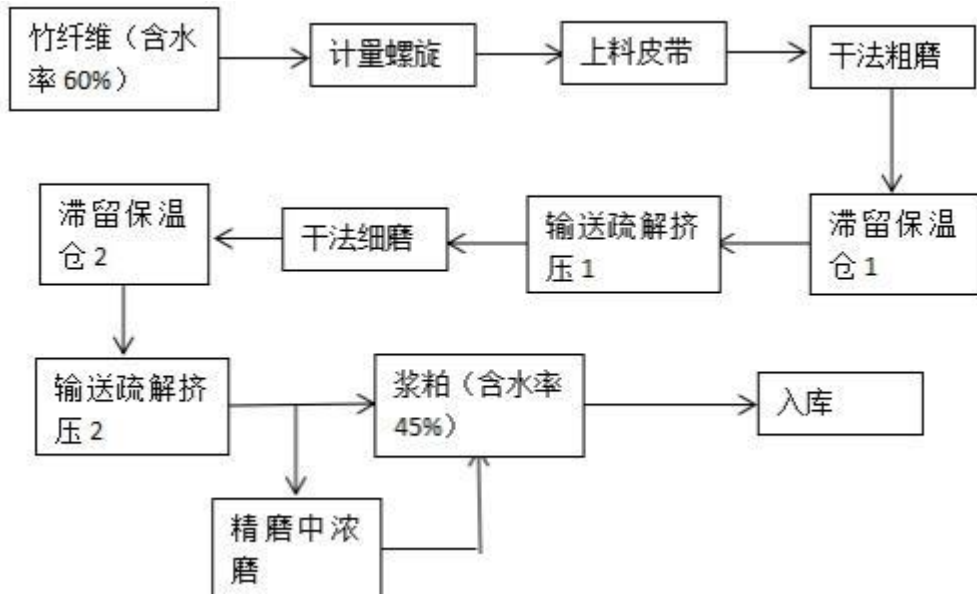 竹纤维（含水
率60%）
计量螺旋
上料皮带
干法粗磨
滞留保温
仓1
输送疏解挤
压1
干法细磨
滞留保温
仓2
输送疏解挤
压2
浆粕（含水率
45%）
入库
精磨中浓
磨